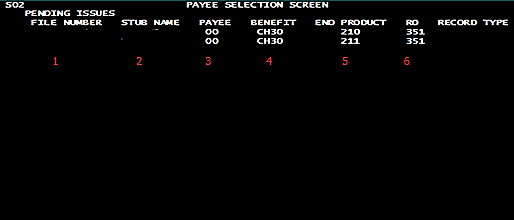 S02 PAYEE SELECTION SCREEN
PENDING ISSUES
FILE NUMBER STUB NAME PAYEE BENEFIT END PRODUCT RO RECORD TYPE
00 CH30 210 351
00 CH30 211 351
1 2 3 4 5 6